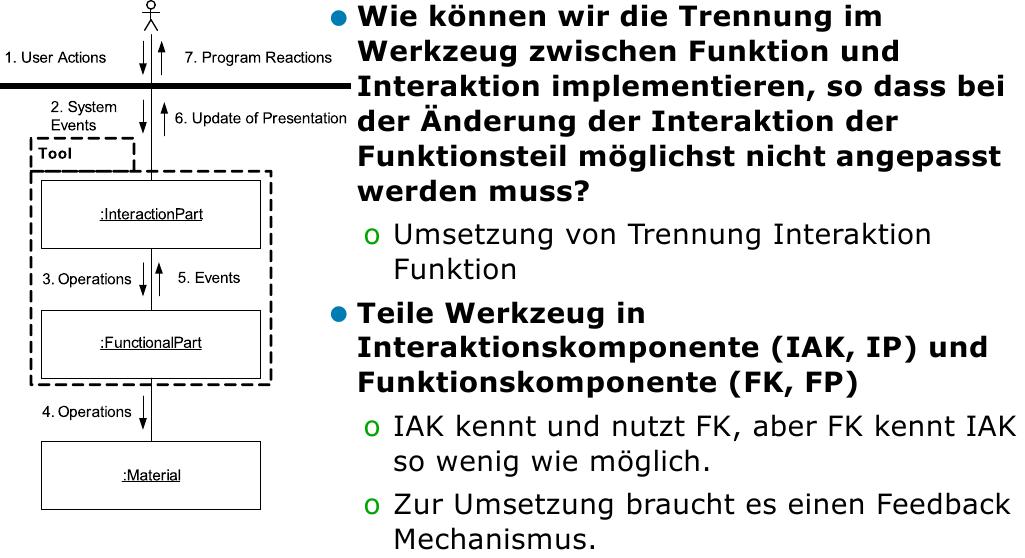 1. User Actions
7. Program Reactions
2. System
Events
6. Update of Presentation
Tool
:InteractionPart
3. Operations
5. Events
:FunctionalPart
4. Operations
:Material
Wie können wir die Trennung im
Werkzeug zwischen Funktion und
Interaktion implementieren, so dass bei
der Änderung der Interaktion der
Funktionsteil möglichst nicht angepasst
werden muss?
o Umsetzung von Trennung Interaktion
Funktion
Teile Werkzeug in
Interaktionskomponente (IAK, IP) und
Funktionskomponente (FK, FP)
o IAK kennt und nutzt FK, aber FK kennt IAK
so wenig wie möglich.
o Zur Umsetzung braucht es einen Feedback
Mechanismus.